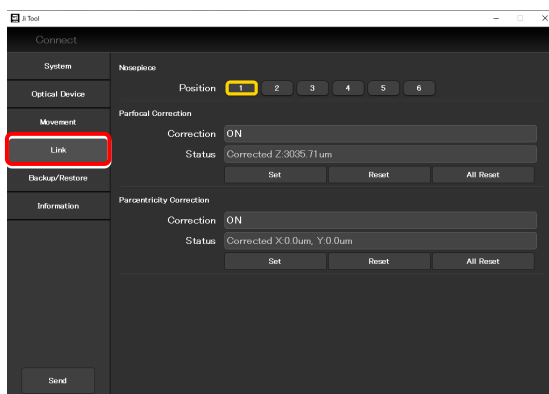 Ji Tool
Connect
System
Optical Device
Movement
Link
Backup/Restore
Information
Send
Nosepiece
Position 1 2 3 4 5 6
Parfocal Correction
Correction ON
Status Corrected Z:3035.71um
Set Reset All Reset
Parcentricity Correction
Correction ON
Status Corrected X:0.0um, Y:0.0um
Set Reset All Reset